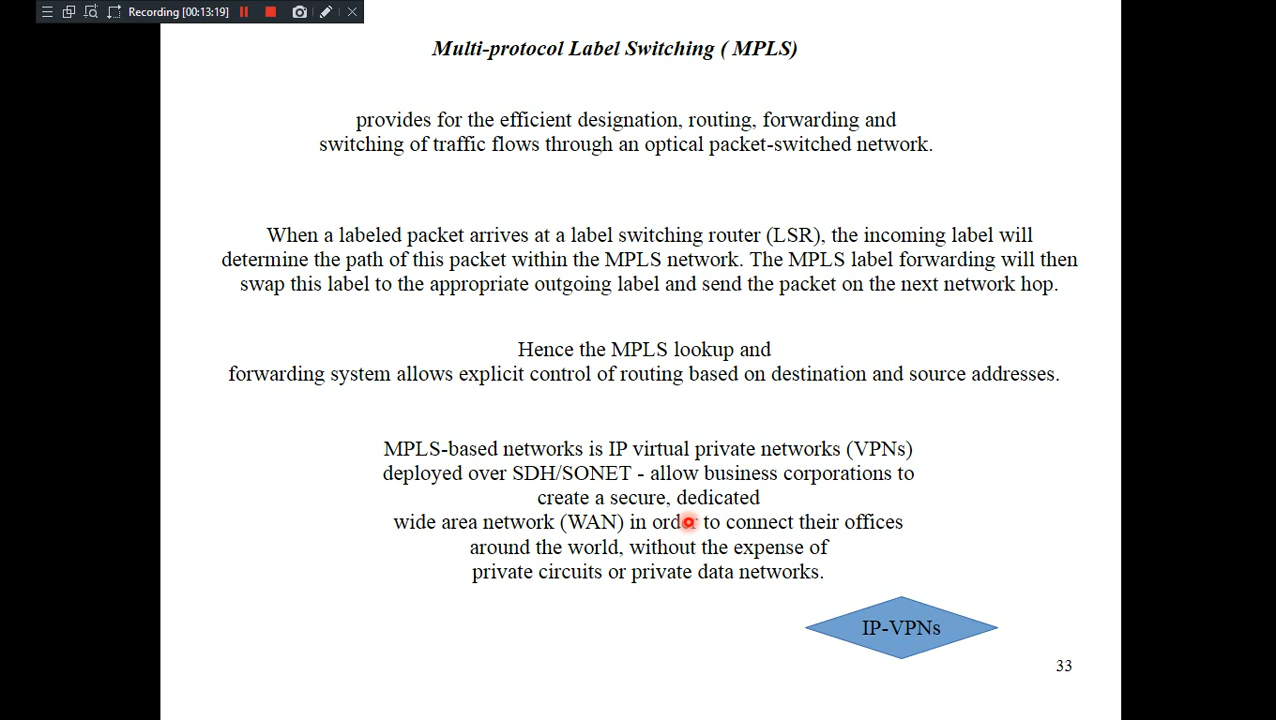 Recording [00:13:19]
Multi-protocol Label Switching ( MPLS)
provides for the efficient designation, routing, forwarding and
switching of traffic flows through an optical packet-switched network.
When a labeled packet arrives at a label switching router (LSR), the incoming label will
determine the path of this packet within the MPLS network. The MPLS label forwarding will then
swap this label to the appropriate outgoing label and send the packet on the next network hop.
Hence the MPLS lookup and
forwarding system allows explicit control of routing based on destination and source addresses.
MPLS-based networks is IP virtual private networks (VPNs)
deployed over SDH/SONET - allow business corporations to
create a secure, dedicated
wide area network (WAN) in order to connect their offices
around the world, without the expense of
private circuits or private data networks.
IP-VPNs
33